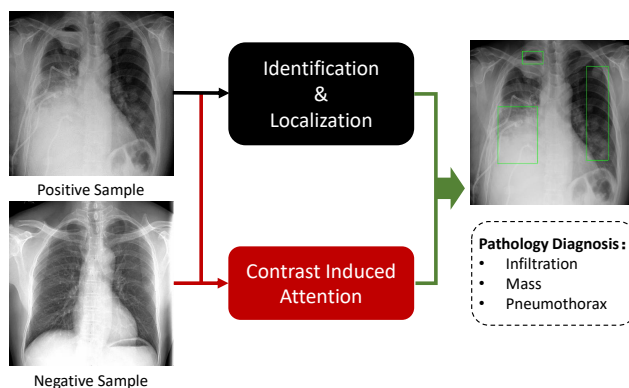 Identification
&
Localization
Positive Sample
Contrast Induced
Attention
Negative Sample
Pathology Diagnosis：
• Infiltration
• Mass
• Pneumothorax